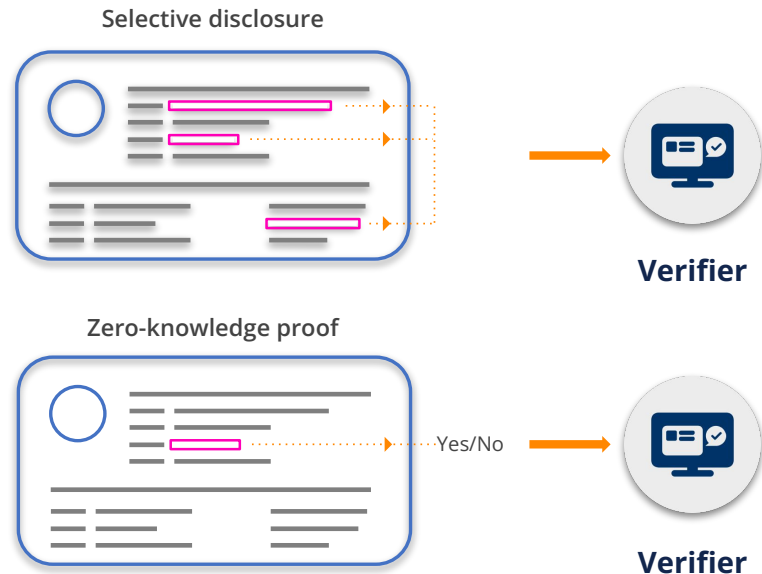 Selective disclosure
Verifier
Zero-knowledge proof
Yes/No
Verifier